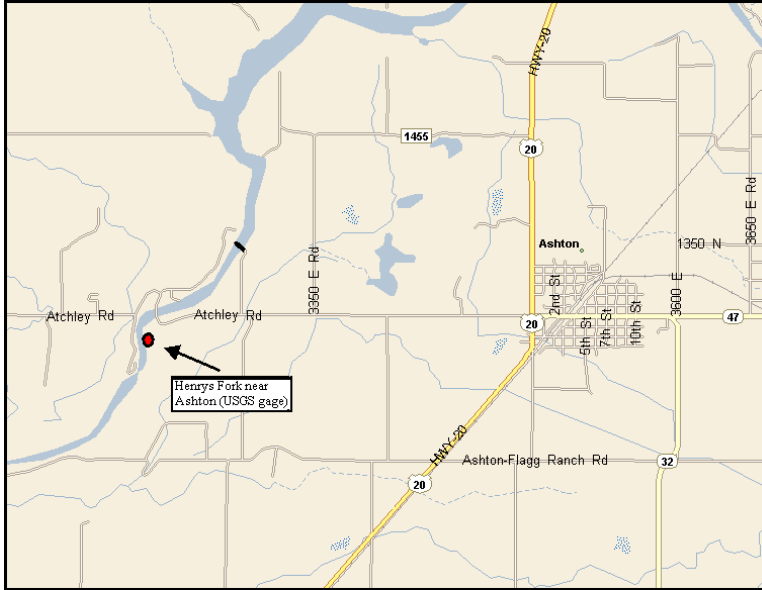 HWY-20
1455
20
3650 E Rd
Ashton
1350 N
3350 E Rd
2nd St
3600 E
Atchley Rd
Atchley Rd
20
47
5th St
7th St
10th St
Henrys Fork near
Ashton (USGS gage)
HWY-20
Ashton-Flagg Ranch Rd
32
20